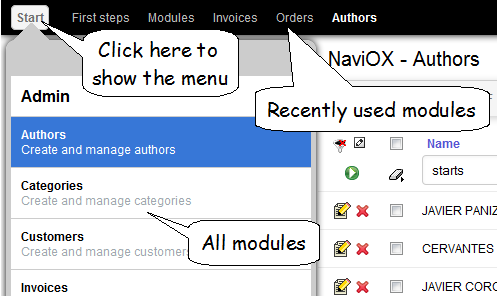 Start First steps Modules Invoices Orders Authors
Click here to
show the menu
NaviOX - Authors
Recently used modules
Admin
Authors
Create and manage authors
Name
starts
Categories
Create and manage categories
JAVIER PANIZ
All modules
Customers
Create and manage customers
CERVANTES
Invoices
JAVIER CORC